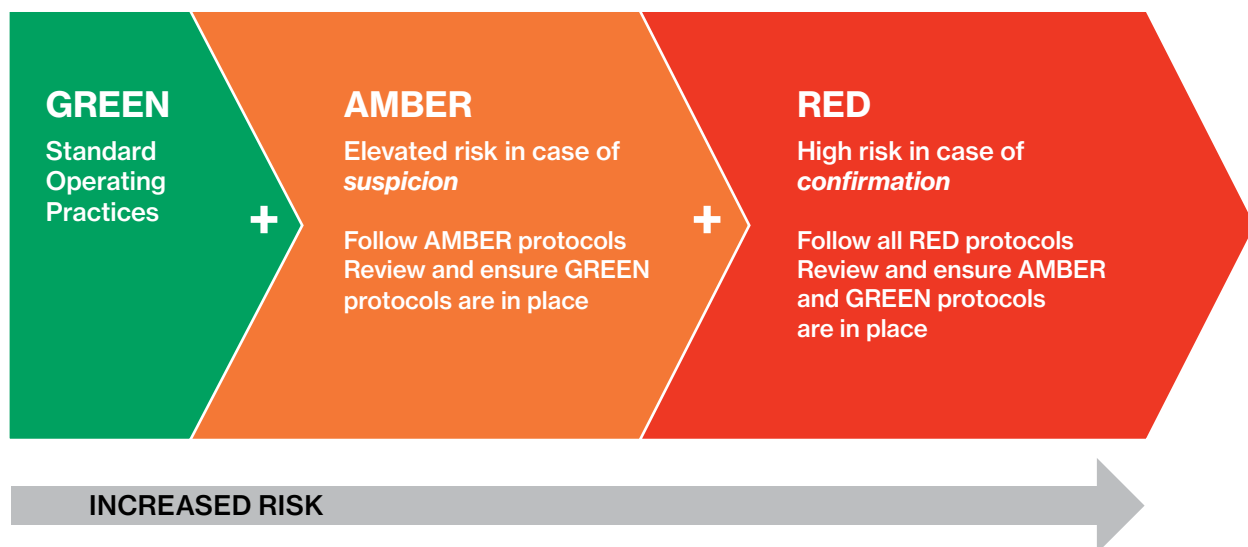 GREEN
Standard
Operating
Practices
+
AMBER
Elevated risk in case of
suspicion
Follow AMBER protocols
Review and ensure GREEN
protocols are in place
+
RED
High risk in case of
confirmation
Follow all RED protocols
Review and ensure AMBER
and GREEN protocols
are in place
INCREASED RISK